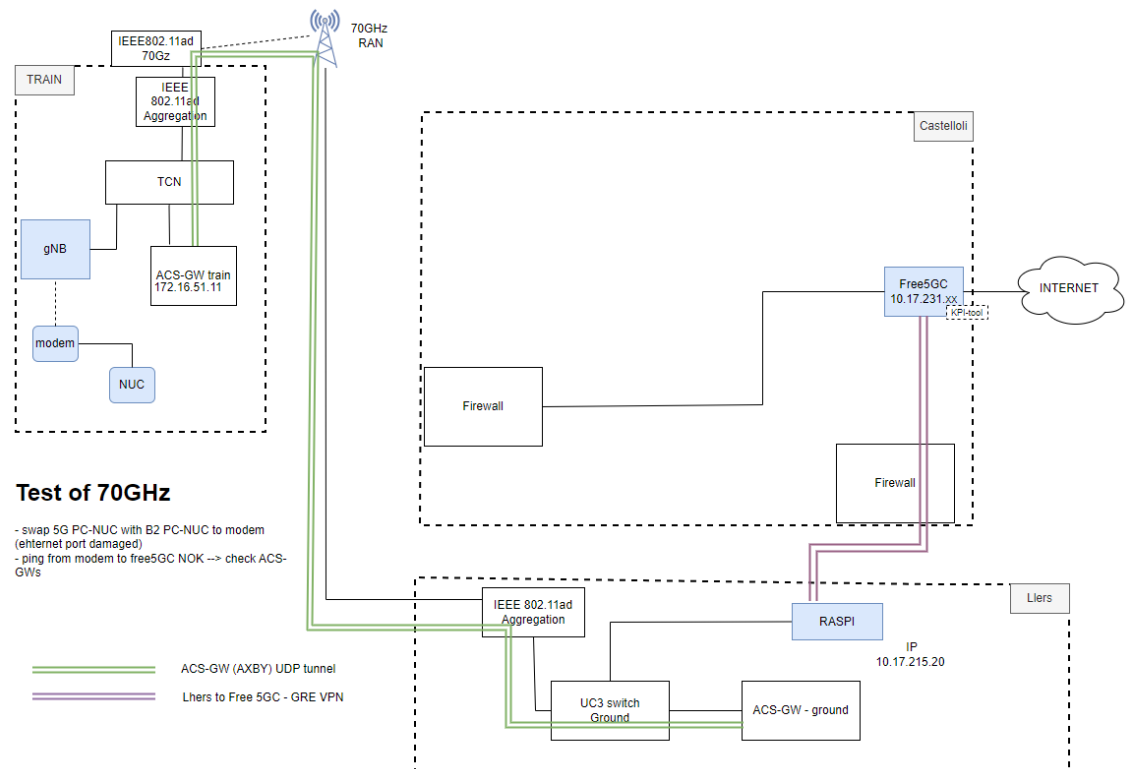 IEEE802.11ad
70Gz
70GHz
RAN
TRAIN
IEEE
802.11ad
Aggregation
TCN
gNB
ACS-GW train
172.16.51.11
modem
NUC
Castelloli
Free5GC
10.17.231.xx
KPI-tool
INTERNET
Firewall
Firewall
Test of 70GHz
- swap 5G PC-NUC with B2 PC-NUC to modem
(ehternet port damaged)
- ping from modem to free5GC NOK --> check ACS-
GWs
Llers
IEEE 802.11ad
Aggregation
RASPI
IP
10.17.215.20
UC3 switch
Ground
ACS-GW - ground
ACS-GW (AXBY) UDP tunnel
Lhers to Free 5GC - GRE VPN